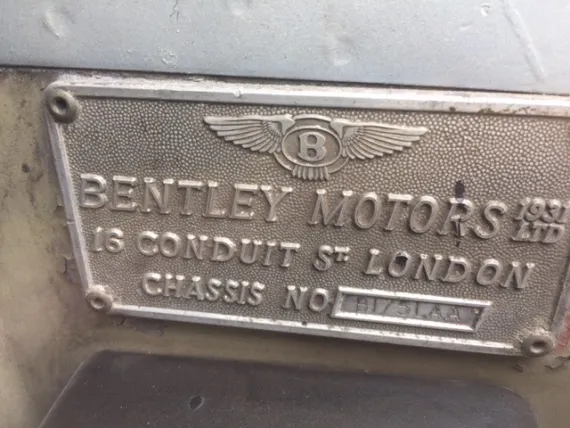 B
BENTLEY MOTORS 1931 LTD
16 CONDUIT ST. LONDON
CHASSIS NO